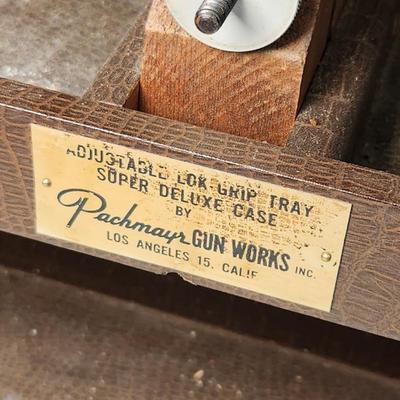 ADJUSTABLE LOK-GRIP TRAY
SUPER DELUXE CASE
BY
Pachmayr GUN WORKS INC.
LOS ANGELES 15, CALIF